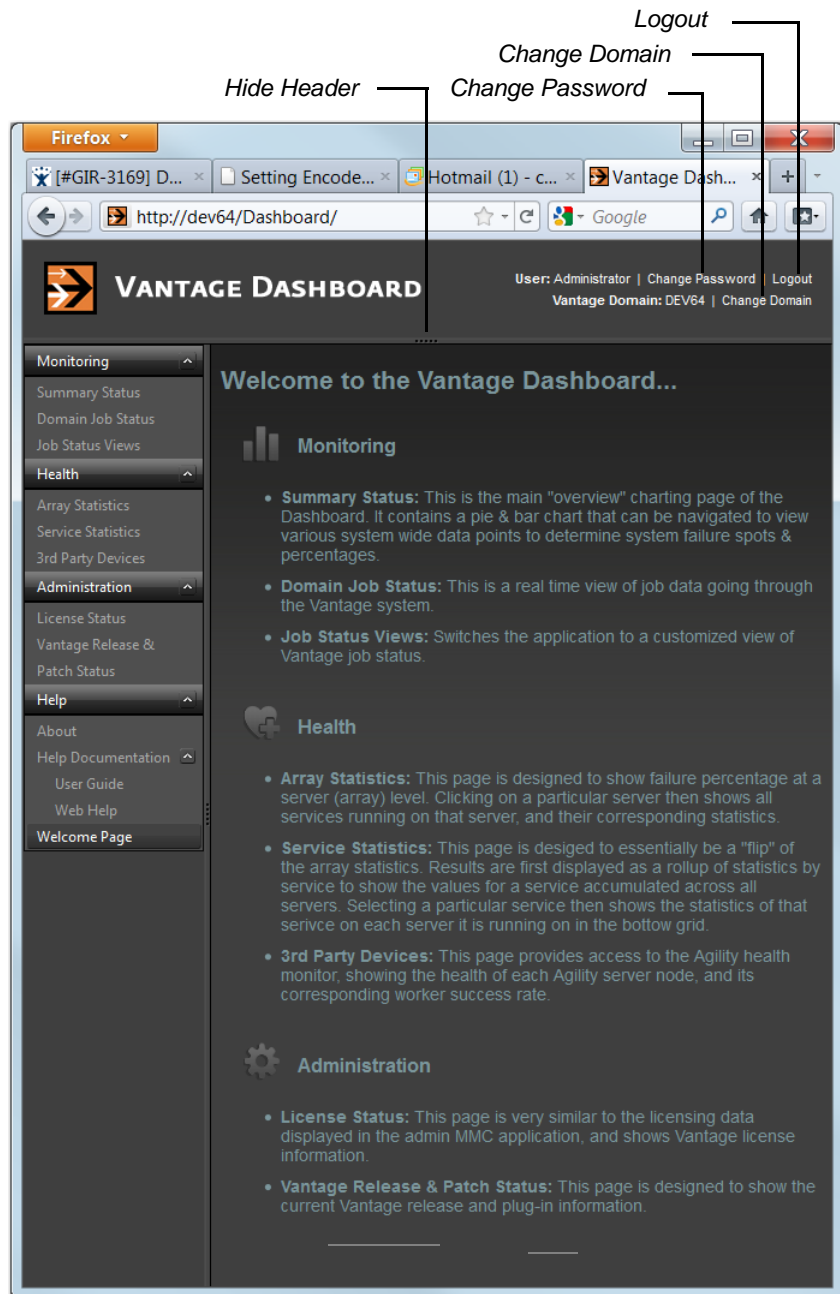 Logout
Change Domain
Hide Header
Change Password
Firefox
[#GIR-3169] D...
Setting Encode...
Hotmail (1) - c...
Vantage Dash...
http://dev64/Dashboard/
Google
VANTAGE DASHBOARD
User: Administrator | Change Password | Logout
Vantage Domain: DEV64 | Change Domain
Monitoring
Summary Status
Domain Job Status
Job Status Views
Health
Array Statistics
Service Statistics
3rd Party Devices
Administration
License Status
Vantage Release &
Patch Status
Help
About
Help Documentation
User Guide
Web Help
Welcome Page
Welcome to the Vantage Dashboard...
Monitoring
• Summary Status: This is the main "overview" charting page of the
Dashboard. It contains a pie & bar chart that can be navigated to view
various system wide data points to determine system failure spots &
percentages.
• Domain Job Status: This is a real time view of job data going through
the Vantage system.
• Job Status Views: Switches the application to a customized view of
Vantage job status.
Health
• Array Statistics: This page is designed to show failure percentage at a
server (array) level. Clicking on a particular server then shows all
services running on that server, and their corresponding statistics.
• Service Statistics: This page is desiged to essentially be a "flip" of
the array statistics. Results are first displayed as a rollup of statistics by
service to show the values for a service accumulated across all
servers. Selecting a particular service then shows the statistics of that
serivce on each server it is running on in the bottow grid.
• 3rd Party Devices: This page provides access to the Agility health
monitor, showing the health of each Agility server node, and its
corresponding worker success rate.
Administration
• License Status: This page is very similar to the licensing data
displayed in the admin MMC application, and shows Vantage license
information.
• Vantage Release & Patch Status: This page is designed to show the
current Vantage release and plug-in information.